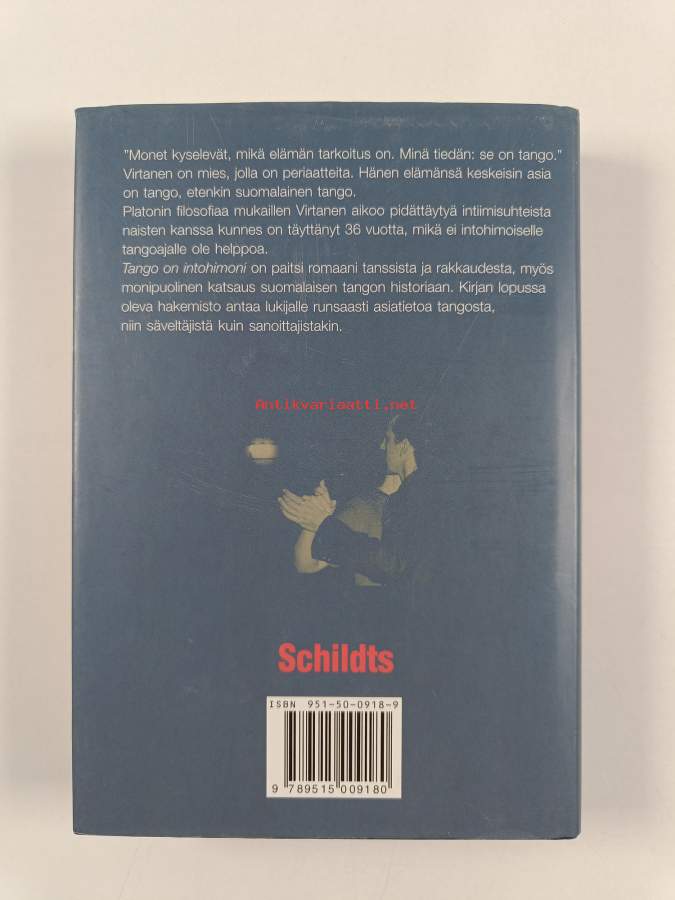 "Monet kyselevät, mikä elämän tarkoitus on. Minä tiedän: se on tango."
Virtanen on mies, jolla on periaatteita. Hänen elämänsä keskeisin asia
on tango, etenkin suomalainen tango.
Platonin filosofiaa mukaillen Virtanen aikoo pidättäytyä intiimisuhteista
naisten kanssa kunnes on täyttänyt 36 vuotta, mikä ei intohimoiselle
tangoajalle ole helppoa.
Tango on intohimoni on paitsi romaani tanssista ja rakkaudesta, myös
monipuolinen katsaus suomalaisen tangon historiaan. Kirjan lopussa
oleva hakemisto antaa lukijalle runsaasti asiatietoa tangosta,
niin säveltäjistä kuin sanoittajistakin.
Antikvariaatti.net
Schildts
ISBN 951-50-0918-9
9 789515 009180